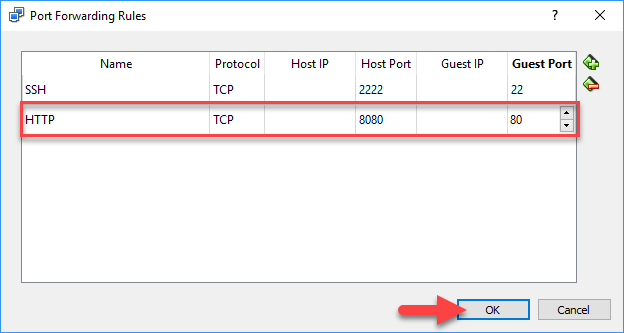 Port Forwarding Rules
Name Protocol Host IP Host Port Guest IP Guest Port
SSH TCP 2222 22
HTTP TCP 8080 80
OK Cancel